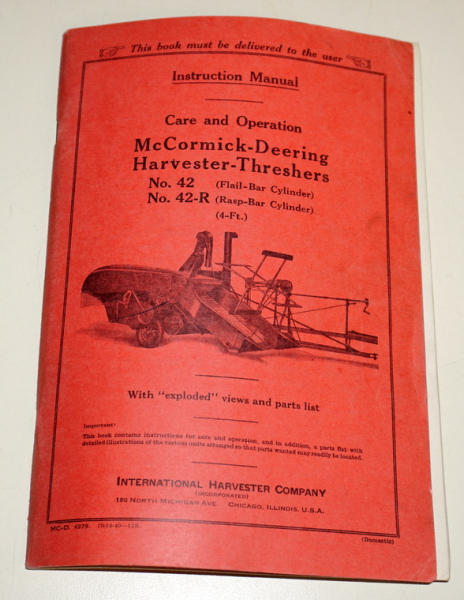 This book must be delivered to the user
Instruction Manual
Care and Operation
McCormick-Deering
Harvester-Threshers
No. 42 (Flail-Bar Cylinder)
No. 42-R (Rasp-Bar Cylinder)
(4-Ft.)
With "exploded" views and parts list
Important:
This book contains instructions for care and operation, and in addition, a parts list with
detailed illustrations of the various units arranged so that parts wanted may readily be located.
INTERNATIONAL HARVESTER COMPANY
(INCORPORATED)
180 NORTH MICHIGAN AVE. CHICAGO, ILLINOIS, U.S.A.
MC-D.
(Domestic)